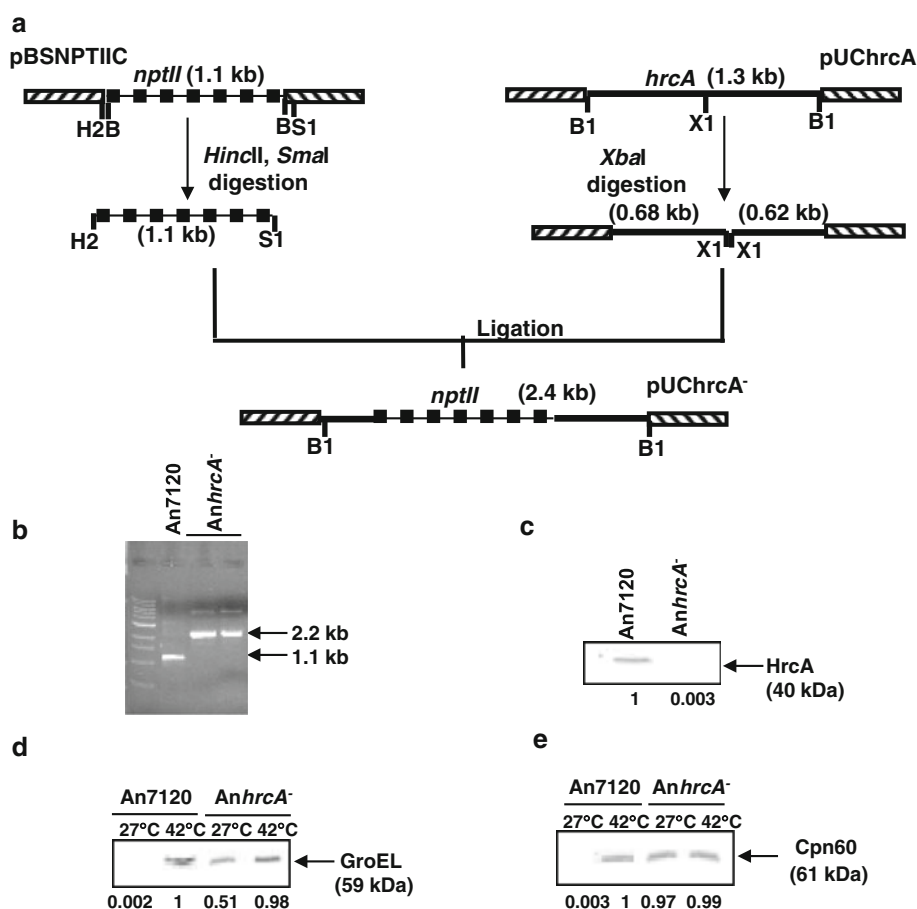 a
pBSNPTIIC
nptII (1.1 kb)
H2B
BS1
HincII, SmaI
digestion
H2
(1.1 kb)
S1
pUChrcA
hrcA (1.3 kb)
B1
X1
B1
XbaI
digestion
(0.68 kb)
(0.62 kb)
X1
X1
Ligation
nptII
(2.4 kb)
pUChrcA-
B1
B1
b
An7120
AnhrcA-
2.2 kb
1.1 kb
c
An7120
AnhrcA-
HrcA
(40 kDa)
1 0.003
d
An7120 AnhrcA-
27°C 42°C 27°C 42°C
GroEL
(59 kDa)
0.002 1 0.51 0.98
e
An7120 AnhrcA-
27°C 42°C 27°C 42°C
Cpn60
(61 kDa)
0.003 1 0.97 0.99